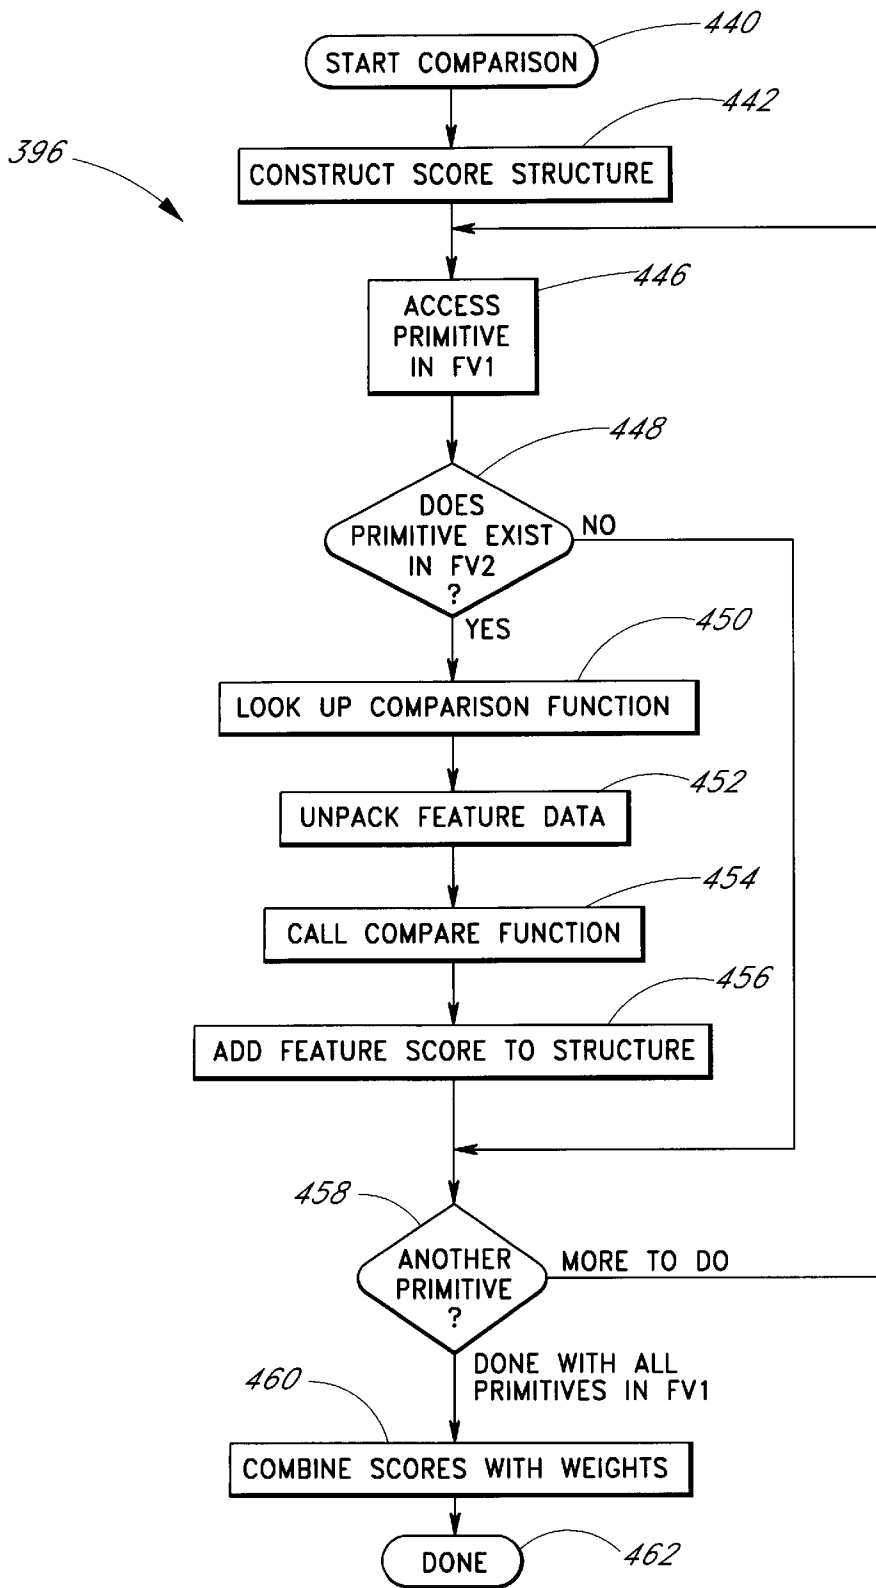 440
START COMPARISON
442
396
CONSTRUCT SCORE STRUCTURE
446
ACCESS
PRIMITIVE
IN FV1
448
DOES
PRIMITIVE EXIST
IN FV2
?
NO
YES
450
LOOK UP COMPARISON FUNCTION
452
UNPACK FEATURE DATA
454
CALL COMPARE FUNCTION
456
ADD FEATURE SCORE TO STRUCTURE
458
ANOTHER
PRIMITIVE
?
MORE TO DO
DONE WITH ALL
PRIMITIVES IN FV1
460
COMBINE SCORES WITH WEIGHTS
DONE
462